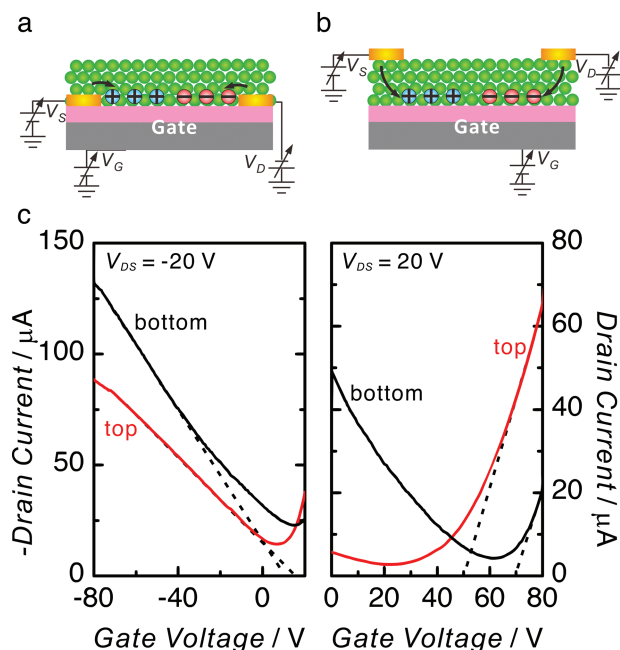 a
b
V_S
V_D
+ + + − − −
+ + + − − −
Gate
Gate
V_S
V_G
V_D
V_G
c
150
100
50
0
V_DS = -20 V
bottom
top
V_DS = 20 V
top
bottom
80
60
40
20
0
-80 -40 0
0 20 40 60 80
-Drain Current / μA
Drain Current / μA
Gate Voltage / V
Gate Voltage / V